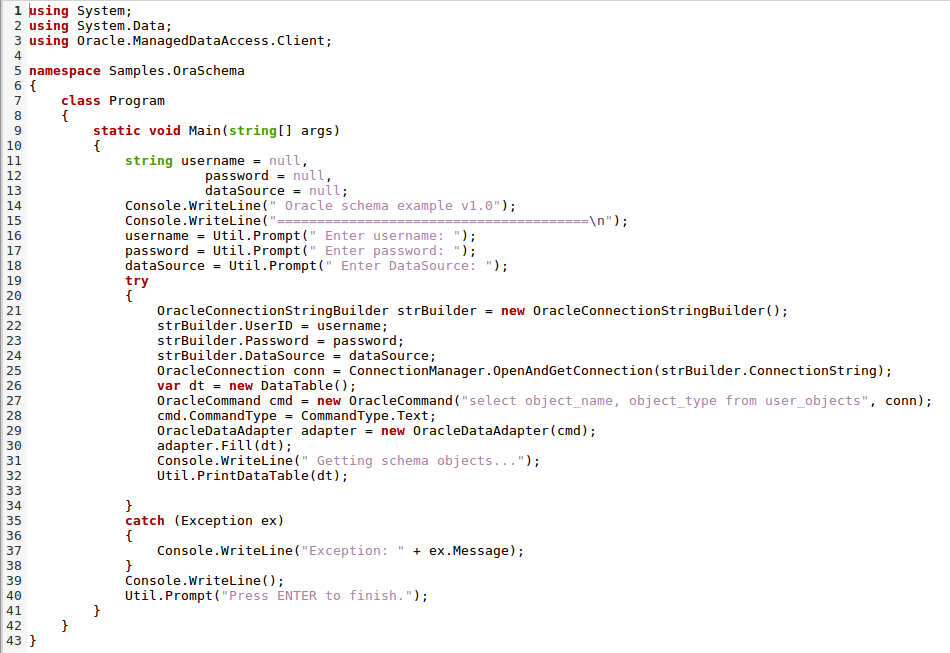 1 using System;
2 using System.Data;
3 using Oracle.ManagedDataAccess.Client;
4
5 namespace Samples.OraSchema
6 {
7     class Program
8     {
9         static void Main(string[] args)
10         {
11             string username = null,
12                       password = null,
13                       dataSource = null;
14             Console.WriteLine(" Oracle schema example v1.0");
15             Console.WriteLine("=======================================\n");
16             username = Util.Prompt(" Enter username: ");
17             password = Util.Prompt(" Enter password: ");
18             dataSource = Util.Prompt(" Enter DataSource: ");
19             try
20             {
21                 OracleConnectionStringBuilder strBuilder = new OracleConnectionStringBuilder();
22                 strBuilder.UserID = username;
23                 strBuilder.Password = password;
24                 strBuilder.DataSource = dataSource;
25                 OracleConnection conn = ConnectionManager.OpenAndGetConnection(strBuilder.ConnectionString);
26                 var dt = new DataTable();
27                 OracleCommand cmd = new OracleCommand("select object_name, object_type from user_objects", conn);
28                 cmd.CommandType = CommandType.Text;
29                 OracleDataAdapter adapter = new OracleDataAdapter(cmd);
30                 adapter.Fill(dt);
31                 Console.WriteLine(" Getting schema objects...");
32                 Util.PrintDataTable(dt);
33
34             }
35             catch (Exception ex)
36             {
37                 Console.WriteLine("Exception: " + ex.Message);
38             }
39             Console.WriteLine();
40             Util.Prompt("Press ENTER to finish.");
41         }
42     }
43 }